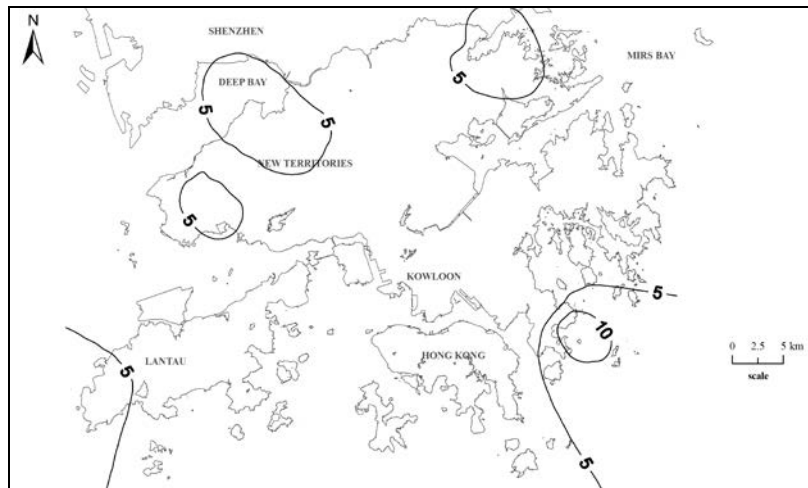 N
SHENZHEN
MIRS BAY
5
DEEP BAY
5
5
NEW TERRITORIES
5
KOWLOON
5
10
0 2.5 5 km
scale
LANTAU
HONG KONG
5
5